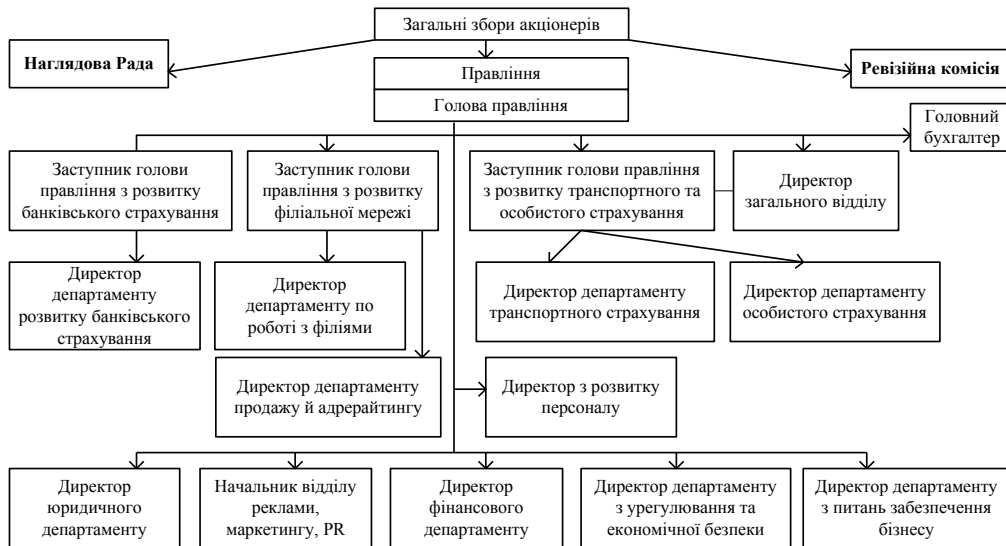 Загальні збори акціонерів
Наглядова Рада
Ревізійна комісія
Правління
Голова правління
Головний
бухгалтер
Заступник голови
правління з розвитку
банківського страхування
Заступник голови
правління з розвитку
філіальної мережі
Заступник голови правління
з розвитку транспортного та
особистого страхування
Директор
загального відділу
Директор
департаменту
розвитку банківського
страхування
Директор
департаменту по
роботі з філіями
Директор департаменту
транспортного страхування
Директор департаменту
особистого страхування
Директор департаменту
продажу й адрерайтингу
Директор з розвитку
персоналу
Директор
юридичного
департаменту
Начальник відділу
реклами,
маркетингу, PR
Директор
фінансового
департаменту
Директор департаменту
з урегулювання та
економічної безпеки
Директор департаменту
з питань забезпечення
бізнесу